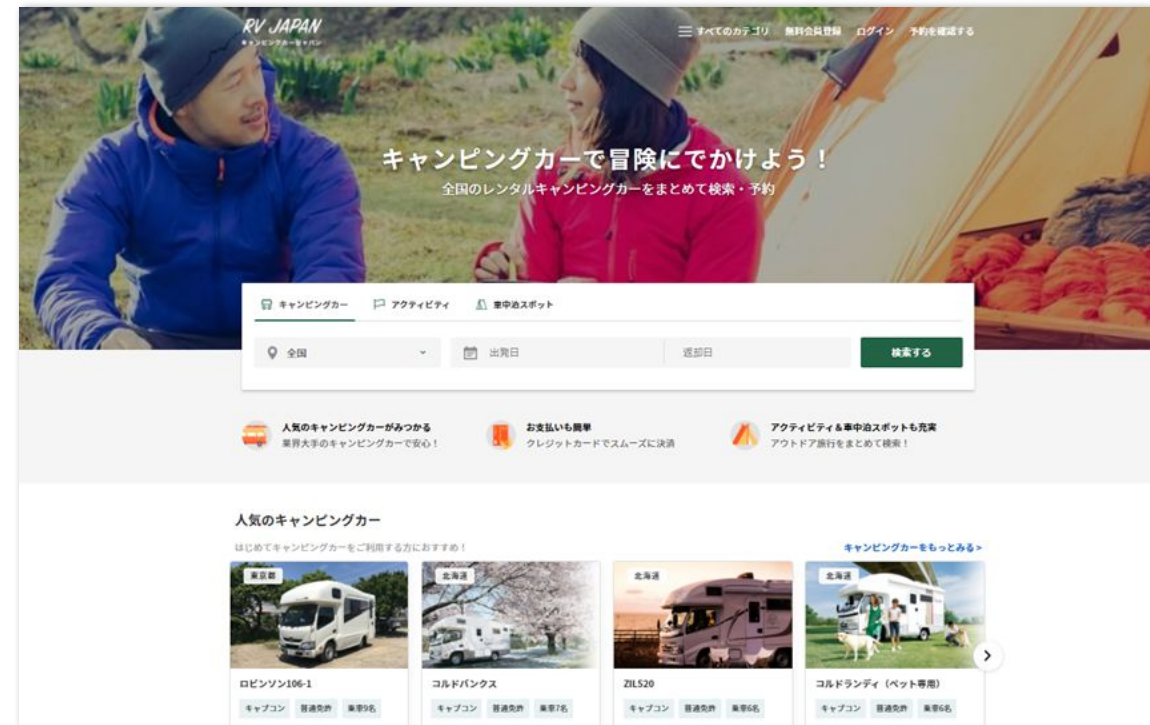 RV JAPAN
キャンピングカージャパン
すべてのカテゴリ 無料会員登録 ログイン 予約を確認する
キャンピングカーで冒険にでかけよう！
全国のレンタルキャンピングカーをまとめて検索・予約
キャンピングカー アクティビティ 車中泊スポット
全国 出発日 返却日 検索する
人気のキャンピングカーがみつかる
業界大手のキャンピングカーで安心！
お支払いも簡単
クレジットカードでスムーズに決済
アクティビティ＆車中泊スポットも充実
アウトドア旅行をまとめて検索！
人気のキャンピングカー
はじめてキャンピングカーをご利用する方におすすめ！
キャンピングカーをもっとみる>
東京都 北海道 北海道 北海道
ロビンソン106-1 コルドバンクス ZIL520 コルドランディ（ペット専用）
キャブコン 普通免許 乗車9名 キャブコン 普通免許 乗車7名 キャブコン 普通免許 乗車6名 キャブコン 普通免許 乗車6名